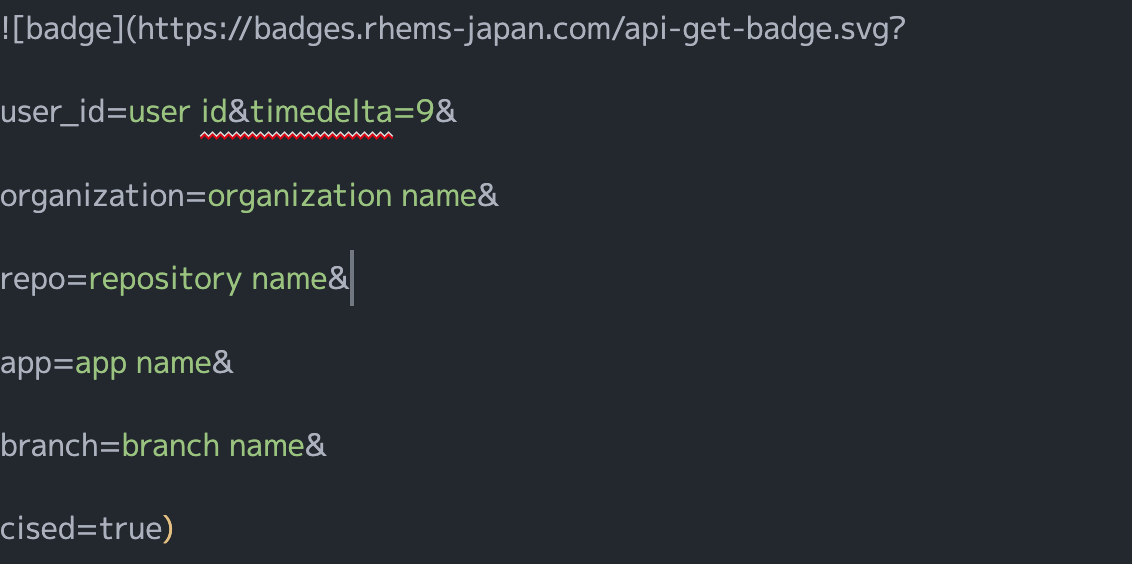 ![badge](https://badges.rhems-japan.com/api-get-badge.svg?
user_id=user id&timedelta=9&
organization=organization name&
repo=repository name&
app=app name&
branch=branch name&
cised=true)